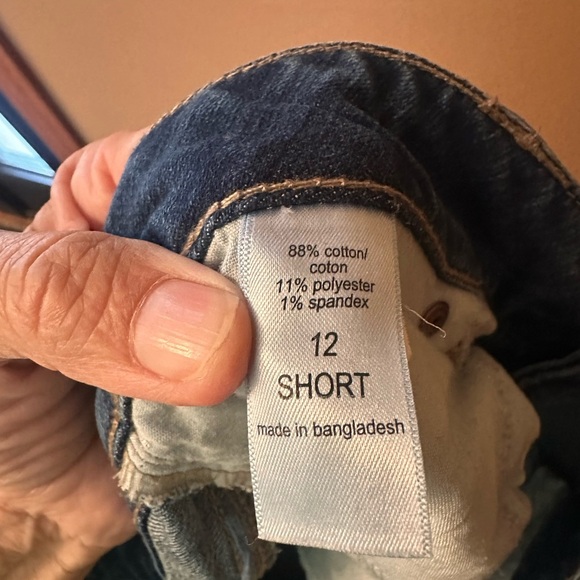 88% cotton/
coton
11% polyester
1% spandex
12
SHORT
made in bangladesh